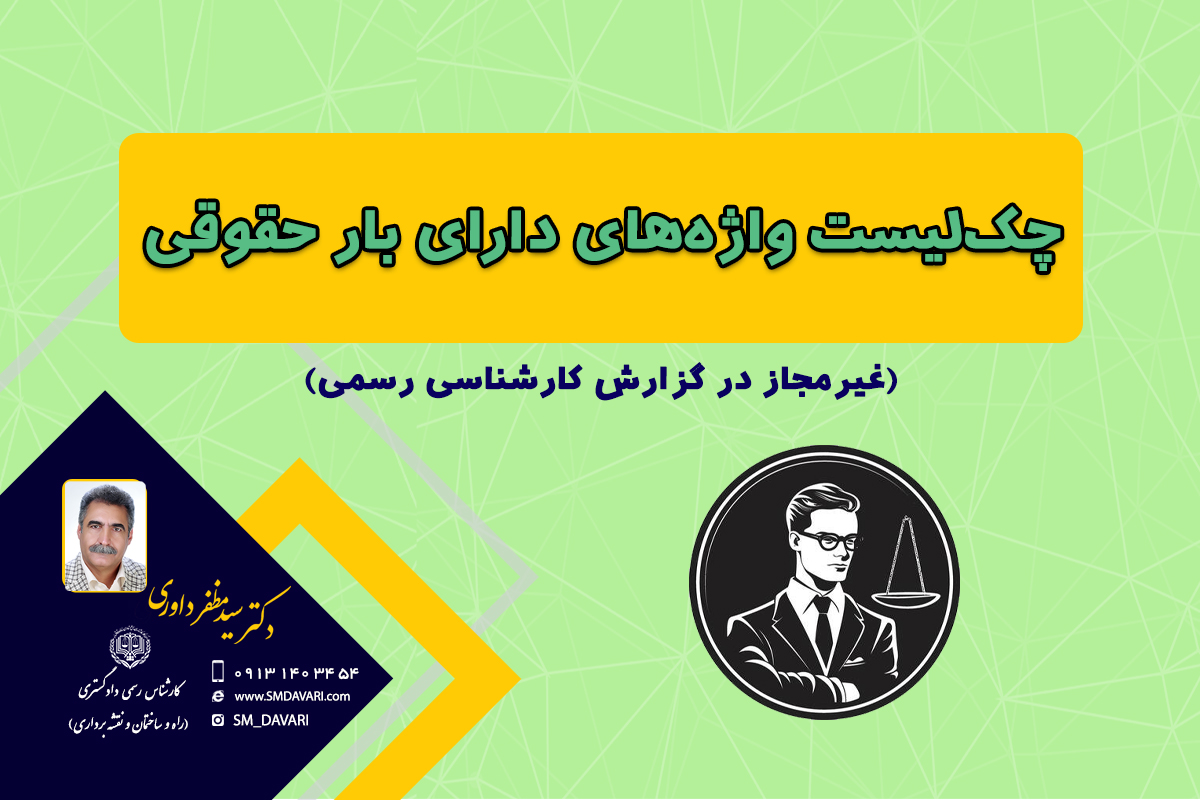 چک‌لیست واژه‌های دارای بار حقوقی
(غیرمجاز در گزارش کارشناسی رسمی)
دکتر سید مظفر داوری
کارشناس رسمی دادگستری
(راه و ساختمان و نقشه برداری)
۰۹۱۳ ۱۴۰ ۳۴ ۵۴
www.SMDAVARI.com
SM_DAVARI